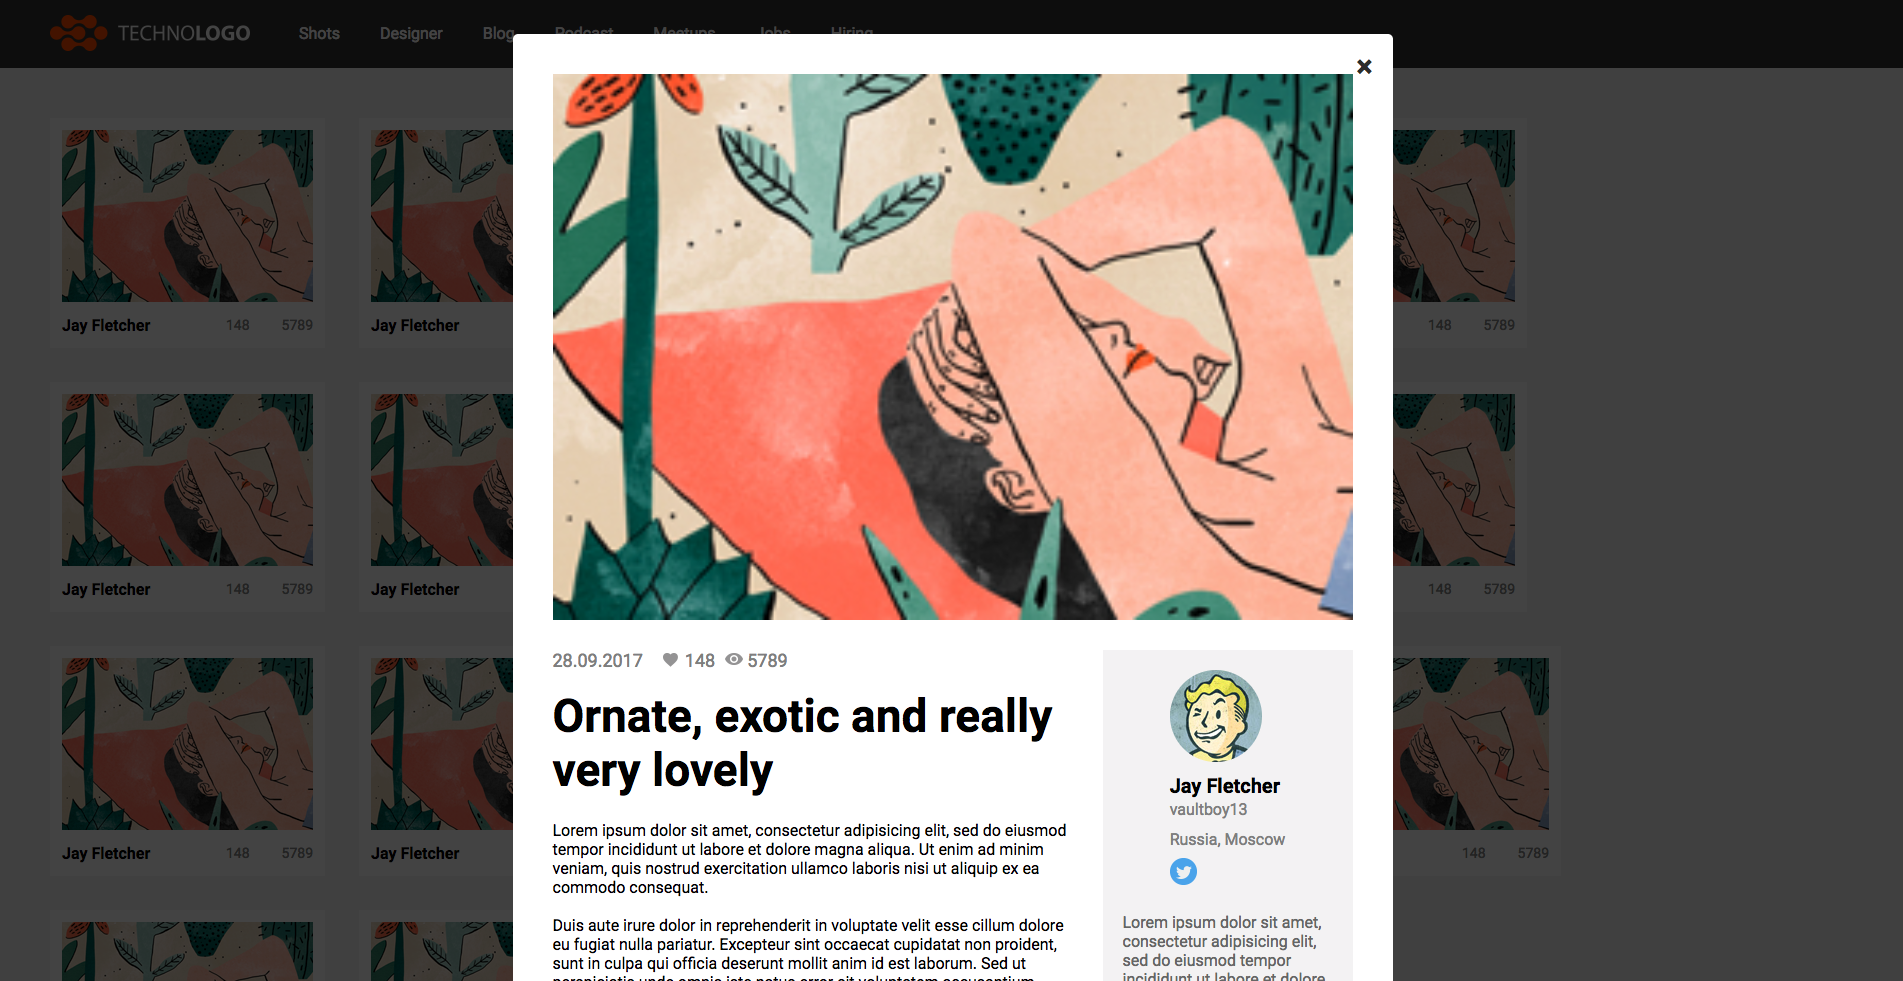 TECHNOLOGO Shots Designer Blog Podcast Meetups Jobs Hiring
28.09.2017 148 5789
Ornate, exotic and really
very lovely
Lorem ipsum dolor sit amet, consectetur adipisicing elit, sed do eiusmod
tempor incididunt ut labore et dolore magna aliqua. Ut enim ad minim
veniam, quis nostrud exercitation ullamco laboris nisi ut aliquip ex ea
commodo consequat.
Duis aute irure dolor in reprehenderit in voluptate velit esse cillum dolore
eu fugiat nulla pariatur. Excepteur sint occaecat cupidatat non proident,
sunt in culpa qui officia deserunt mollit anim id est laborum. Sed ut
Jay Fletcher
vaultboy13
Russia, Moscow
Lorem ipsum dolor sit amet,
consectetur adipisicing elit,
sed do eiusmod tempor
incididunt ut labore et dolore
Jay Fletcher 148 5789
Jay Fletcher
148 5789
Jay Fletcher 148 5789
Jay Fletcher
148 5789
Jay Fletcher 148 5789
Jay Fletcher
148 5789